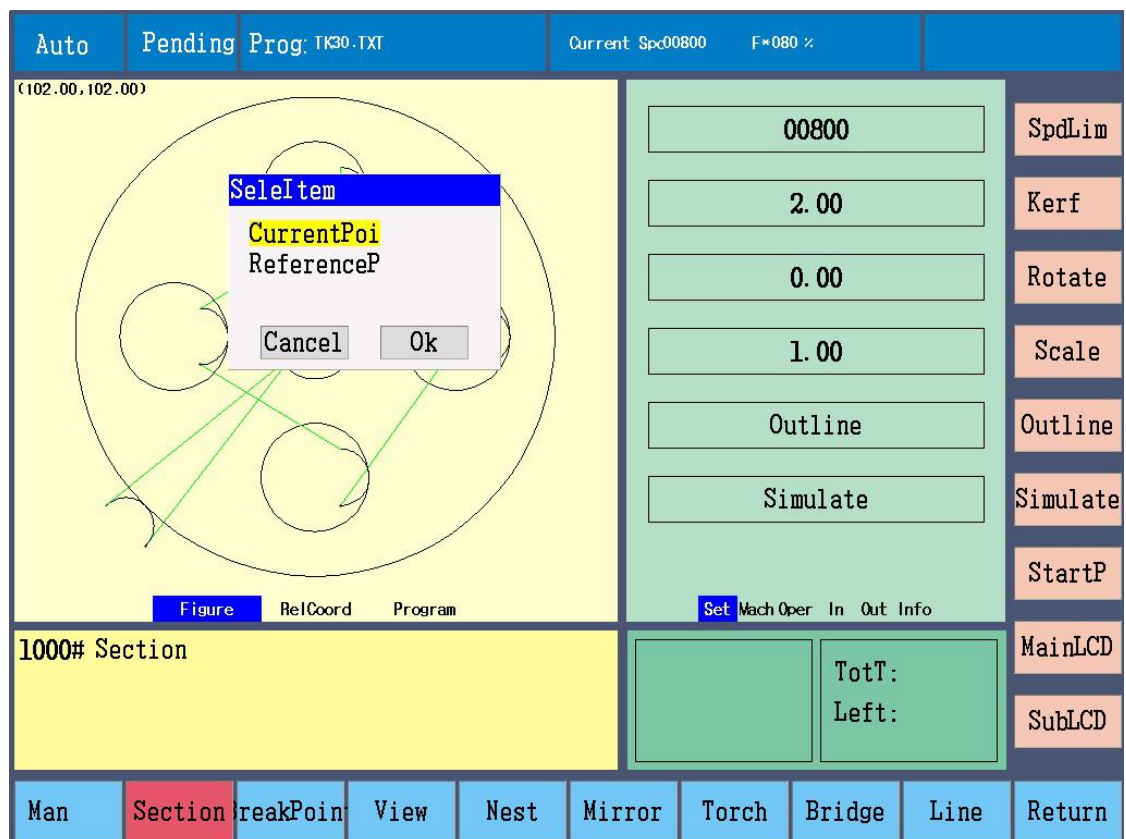 Auto Pending Prog: TK30.TXT Current Spc00800 F*080 %
(102.00,102.00)
SeleItem
CurrentPoi
ReferenceP
Cancel Ok
00800 SpdLim
2.00 Kerf
0.00 Rotate
1.00 Scale
Outline Outline
Simulate Simulate
StartP
Figure RelCoord Program Set Mach Oper In Out Info
1000# Section
TotT: MainLCD
Left: SubLCD
Man Section BreakPoin View Nest Mirror Torch Bridge Line Return